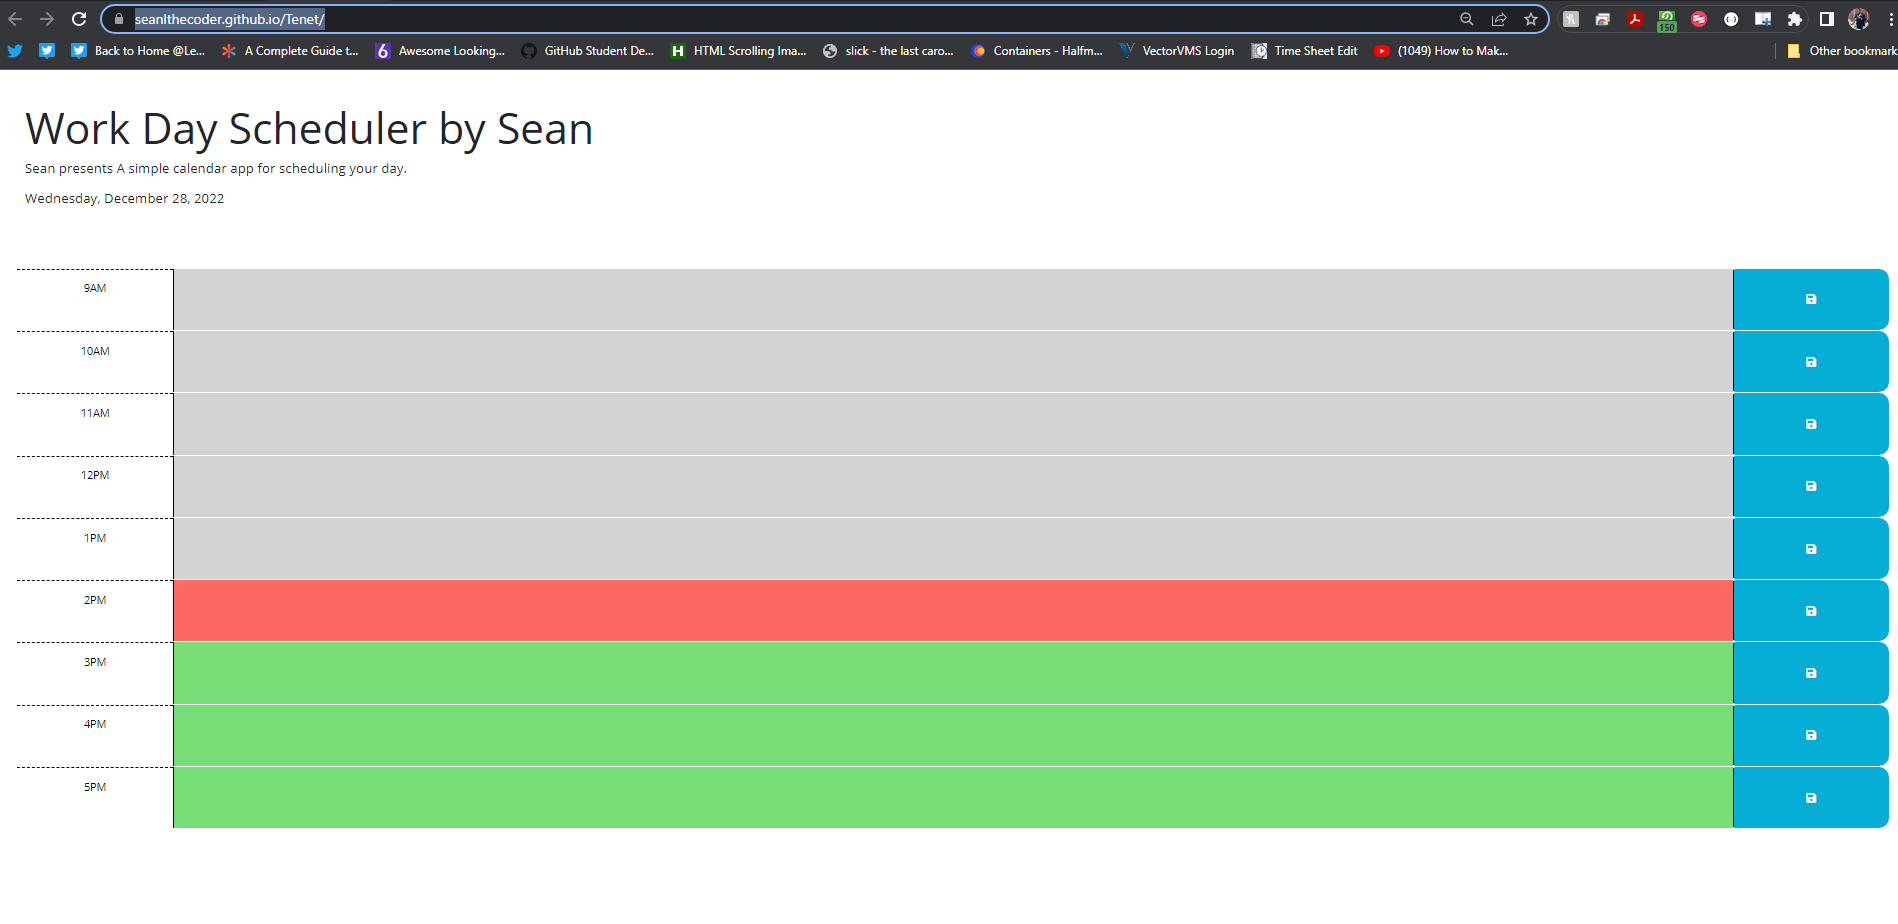 seanlthecoder.github.io/Tenet/
150
Back to Home @Le... A Complete Guide t... Awesome Looking... GitHub Student De... H HTML Scrolling Ima... slick - the last caro... Containers - Halfm... VectorVMS Login Time Sheet Edit (1049) How to Mak... Other bookmark
Work Day Scheduler by Sean
Sean presents A simple calendar app for scheduling your day.
Wednesday, December 28, 2022
9AM
10AM
11AM
12PM
1PM
2PM
3PM
4PM
5PM